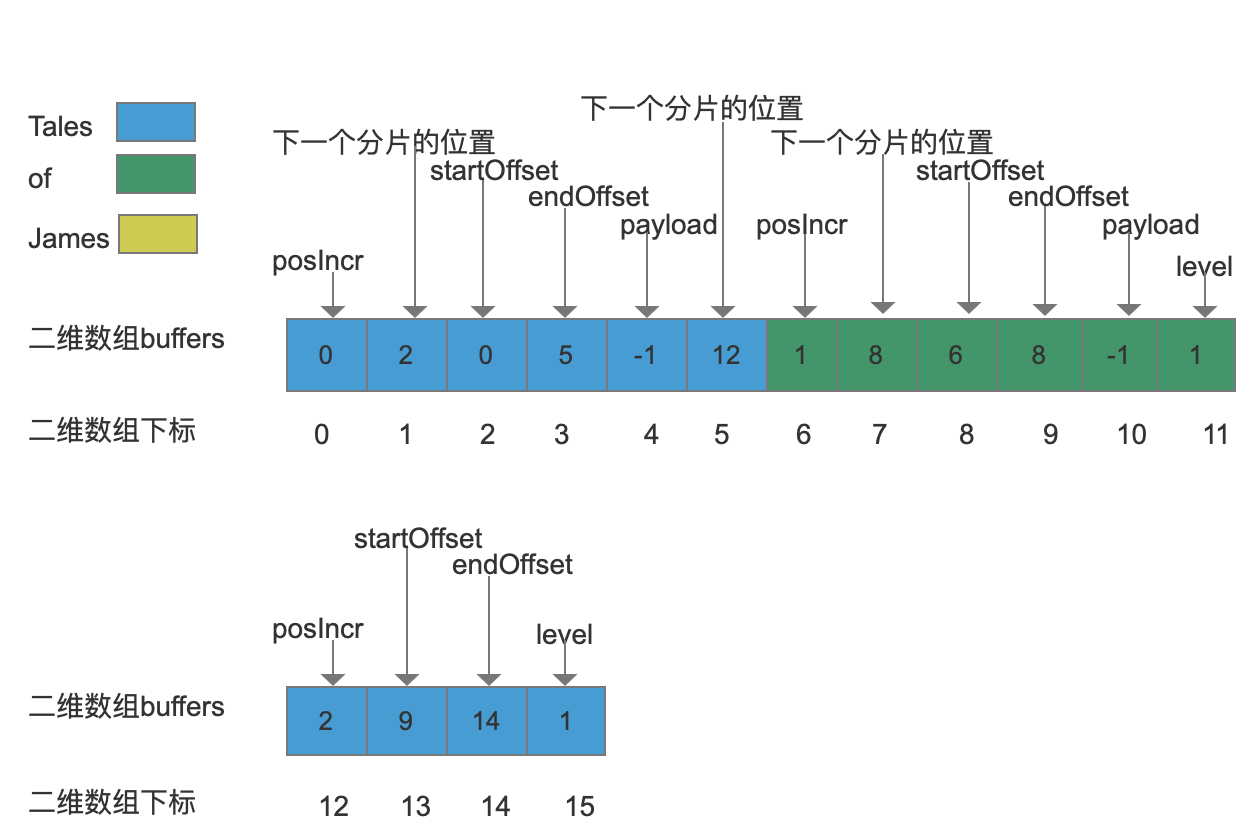 下一个分片的位置
Tales
下一个分片的位置
下一个分片的位置
startOffset
startOffset
of
endOffset
endOffset
payload
posIncr
payload
James
posIncr
level
二维数组buffers
0 2 0 5 -1 12 1 8 6 8 -1 1
二维数组下标
0 1 2 3 4 5 6 7 8 9 10 11
startOffset
endOffset
posIncr
level
二维数组buffers
2 9 14 1
二维数组下标
12 13 14 15